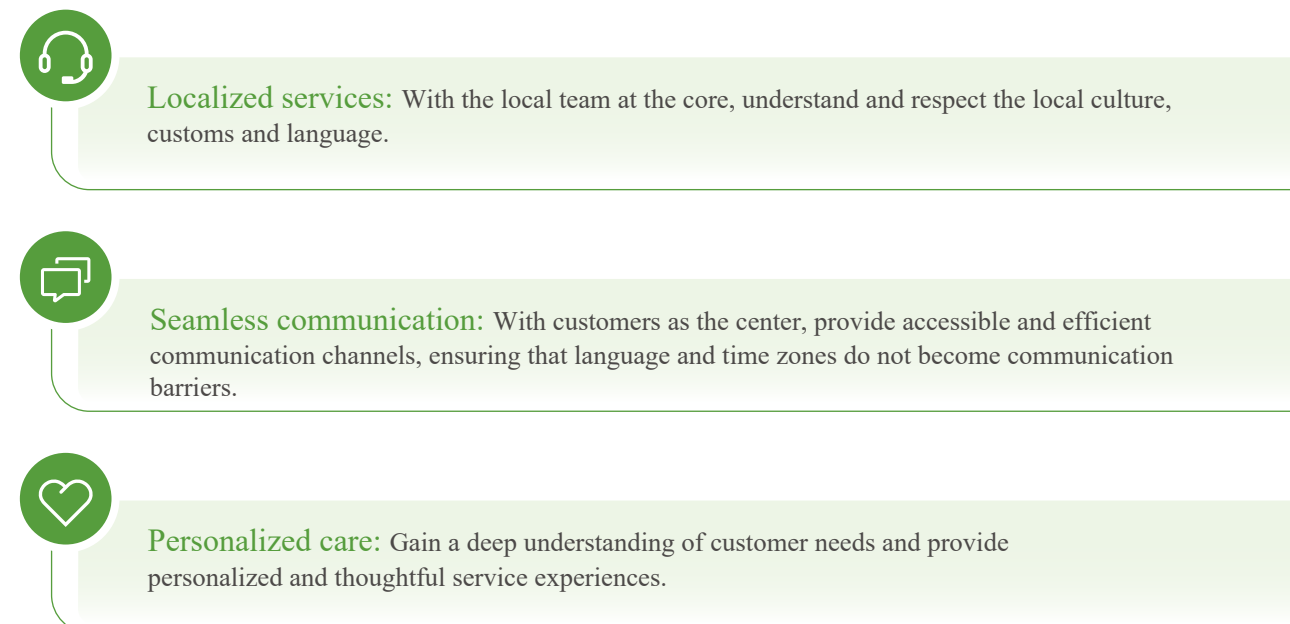 Localized services: With the local team at the core, understand and respect the local culture,
customs and language.
Seamless communication: With customers as the center, provide accessible and efficient
communication channels, ensuring that language and time zones do not become communication
barriers.
Personalized care: Gain a deep understanding of customer needs and provide
personalized and thoughtful service experiences.